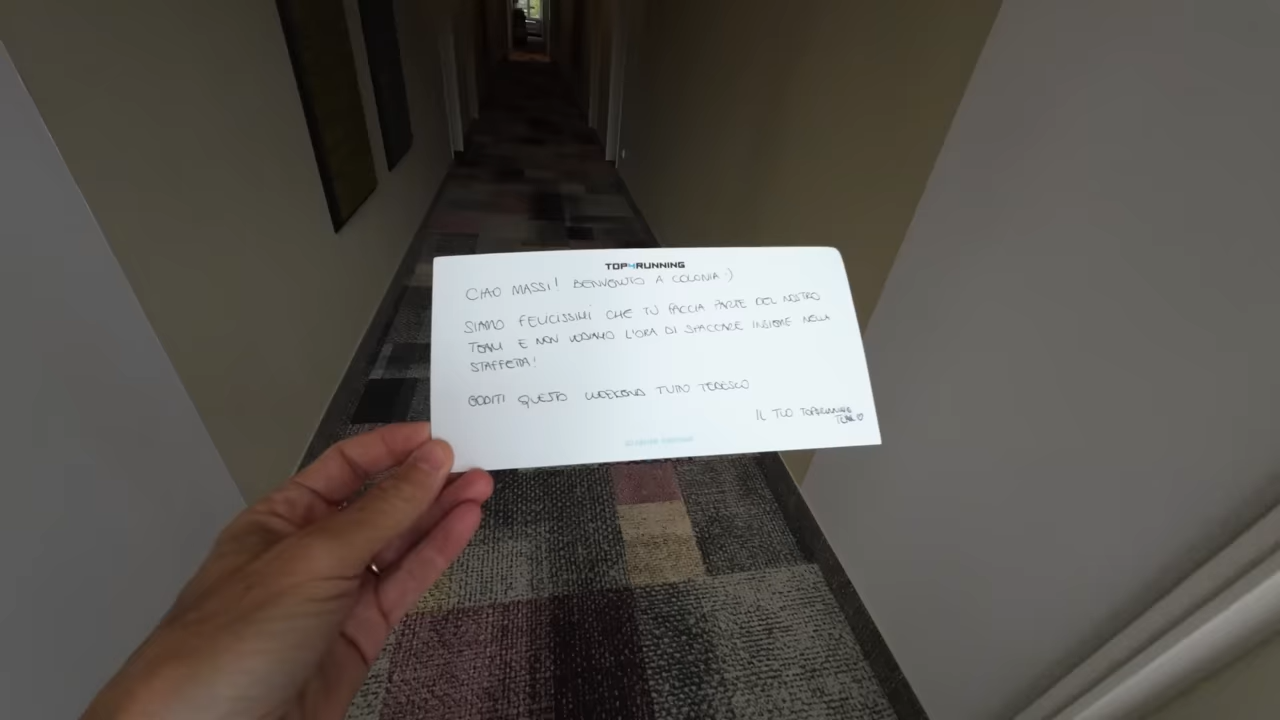 TOP4RUNNING
CIAO MASSI! BENVENUTO A COLONIA :)
SIAMO FELICISSIMI CHE TU FACCIA PARTE DEL NOSTRO
TEAM E NON VEDIAMO L'ORA DI SPACCARE INSIEME NELLA
STAFFETTA!
GODITI QUESTO WEEKEND TUTTO TEDESCO
IL TUO TOP4RUNNING
TEAM ♡